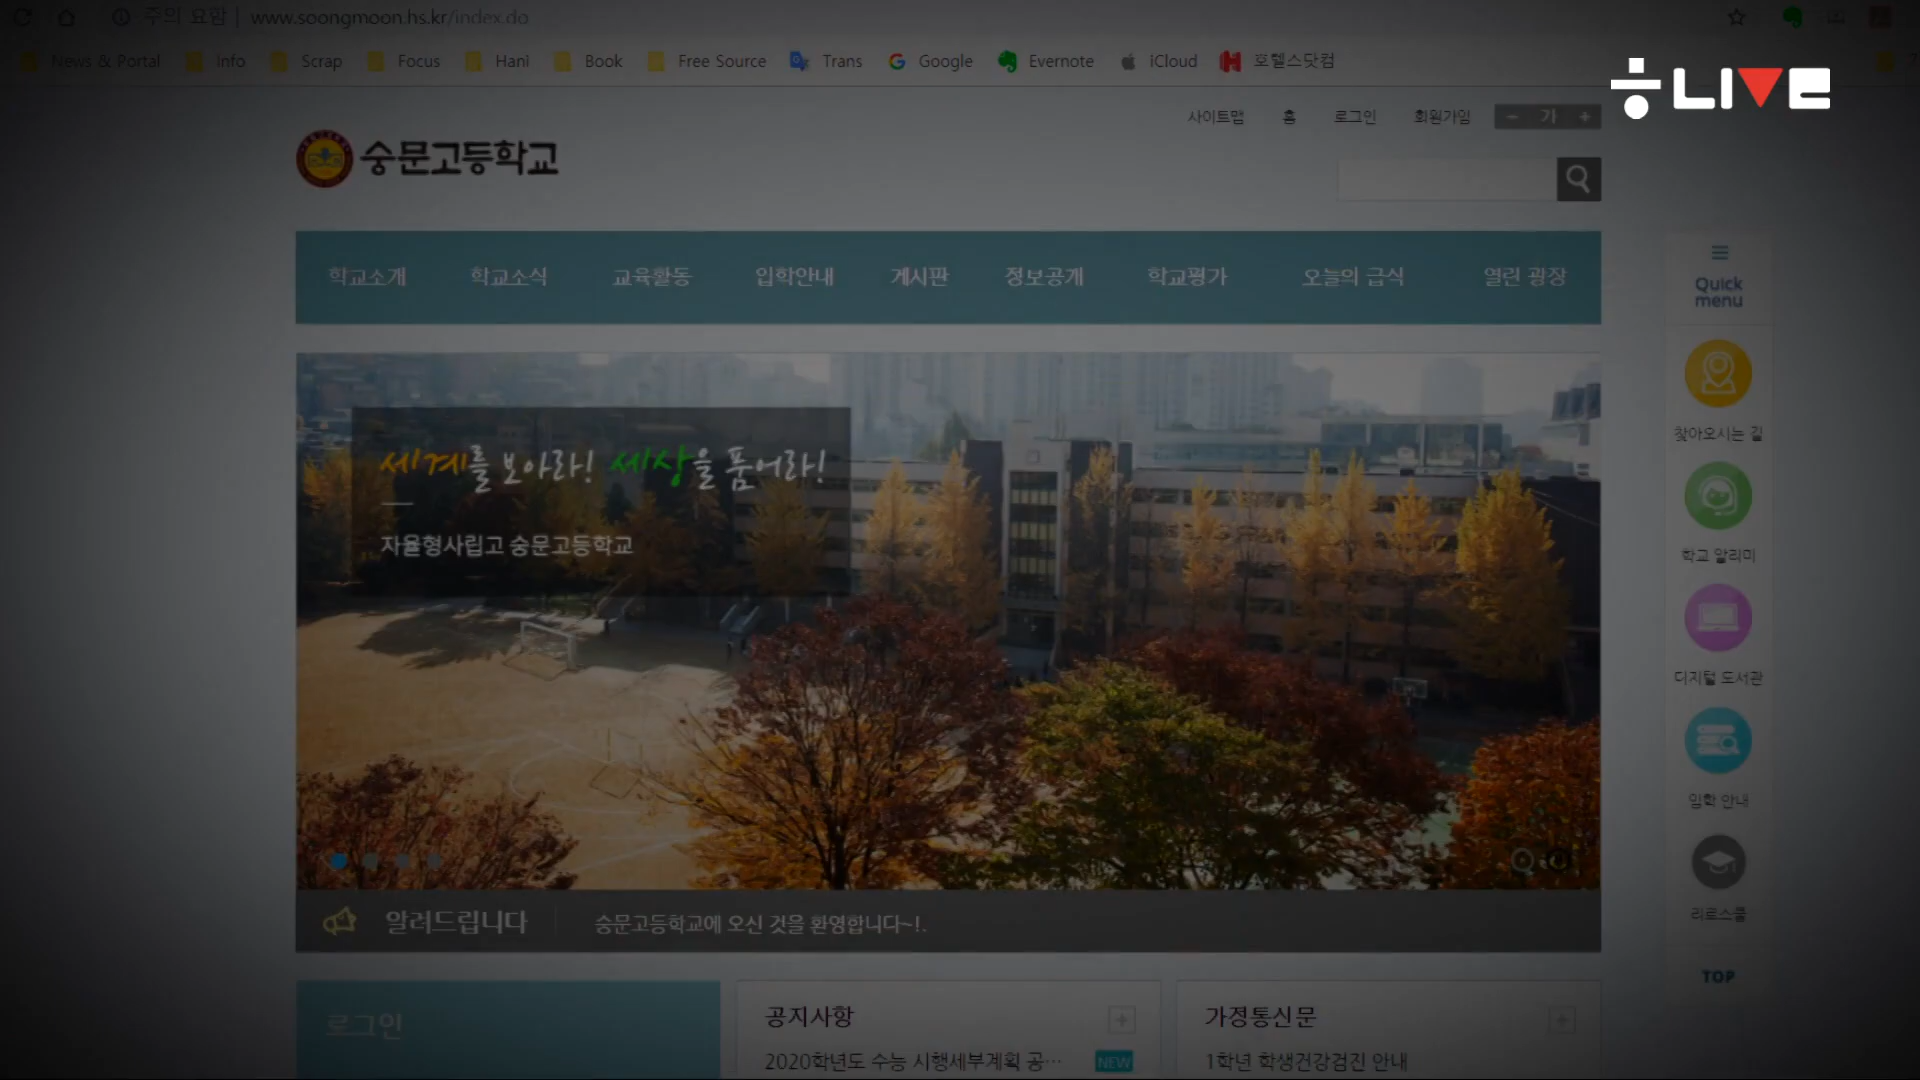 주의 요함 | www.soongmoon.hs.kr/index.do
News & Portal Info Scrap Focus Hani Book Free Source Trans Google Evernote iCloud 호텔스닷컴
LIVE
사이트맵 홈 로그인 회원가입 - 가 +
숭문고등학교
학교소개 학교소식 교육활동 입학안내 게시판 정보공개 학교평가 오늘의 급식 열린 광장
Quick
menu
세계를 보아라! 세상을 품어라!
자율형사립고 숭문고등학교
찾아오시는 길
학교 알리미
디지털 도서관
입학 안내
리로스쿨
TOP
알려드립니다 숭문고등학교에 오신 것을 환영합니다~!.
로그인
공지사항 +
2020학년도 수능 시행세부계획 공… NEW
가정통신문 +
1학년 학생건강검진 안내